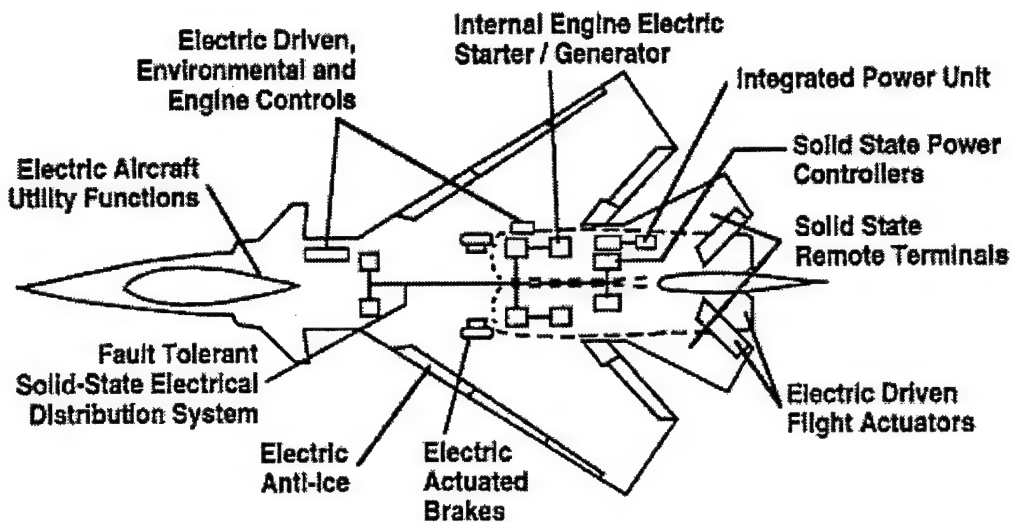 Electric Driven,
Environmental and
Engine Controls
Internal Engine Electric
Starter / Generator
Integrated Power Unit
Solid State Power
Controllers
Electric Aircraft
Utility Functions
Solid State
Remote Terminals
Fault Tolerant
Solid-State Electrical
Distribution System
Electric Driven
Flight Actuators
Electric
Anti-Ice
Electric
Actuated
Brakes